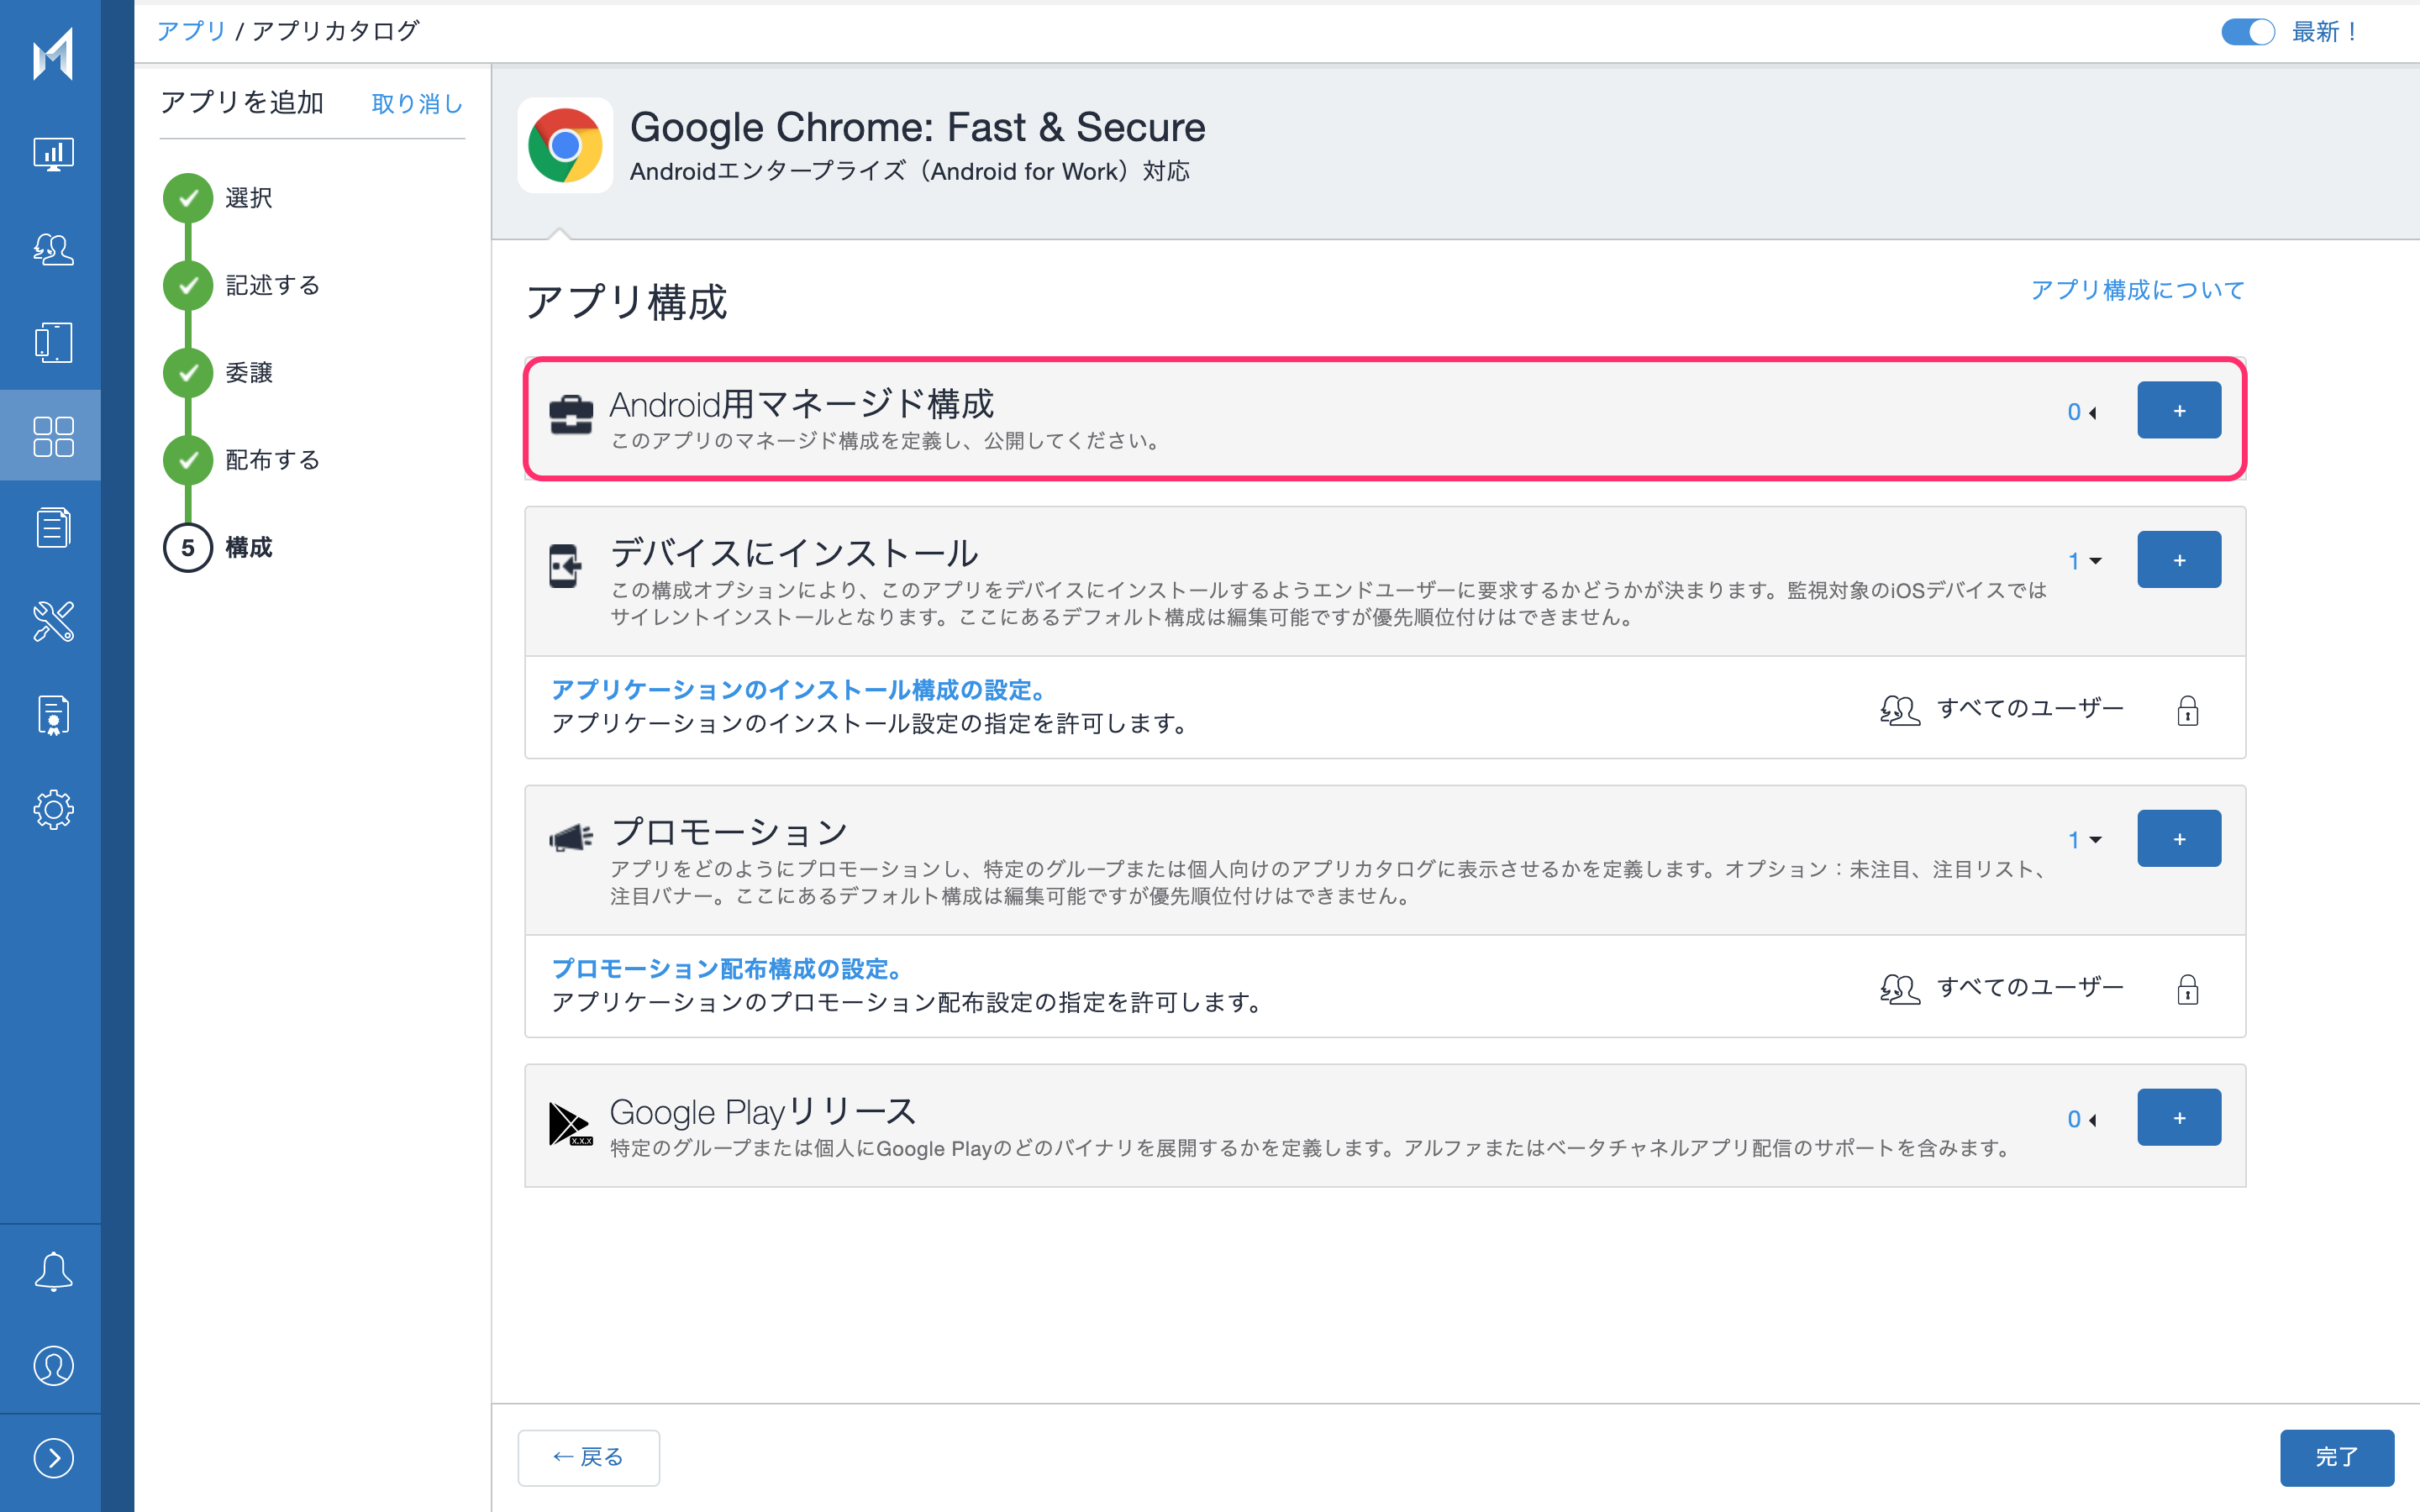 アプリ / アプリカタログ
最新！
アプリを追加
取り消し
選択
記述する
委譲
配布する
5 構成
Google Chrome: Fast & Secure
Androidエンタープライズ（Android for Work）対応
アプリ構成
アプリ構成について
Android用マネージド構成
このアプリのマネージド構成を定義し、公開してください。
0
+
デバイスにインストール
この構成オプションにより、このアプリをデバイスにインストールするようエンドユーザーに要求するかどうかが決まります。監視対象のiOSデバイスでは
サイレントインストールとなります。ここにあるデフォルト構成は編集可能ですが優先順位付けはできません。
1
+
アプリケーションのインストール構成の設定。
アプリケーションのインストール設定の指定を許可します。
すべてのユーザー
プロモーション
アプリをどのようにプロモーションし、特定のグループまたは個人向けのアプリカタログに表示させるかを定義します。オプション：未注目、注目リスト、
注目バナー。ここにあるデフォルト構成は編集可能ですが優先順位付けはできません。
1
+
プロモーション配布構成の設定。
アプリケーションのプロモーション配布設定の指定を許可します。
すべてのユーザー
Google Playリリース
特定のグループまたは個人にGoogle Playのどのバイナリを展開するかを定義します。アルファまたはベータチャネルアプリ配信のサポートを含みます。
X.X.X
0
+
← 戻る
完了